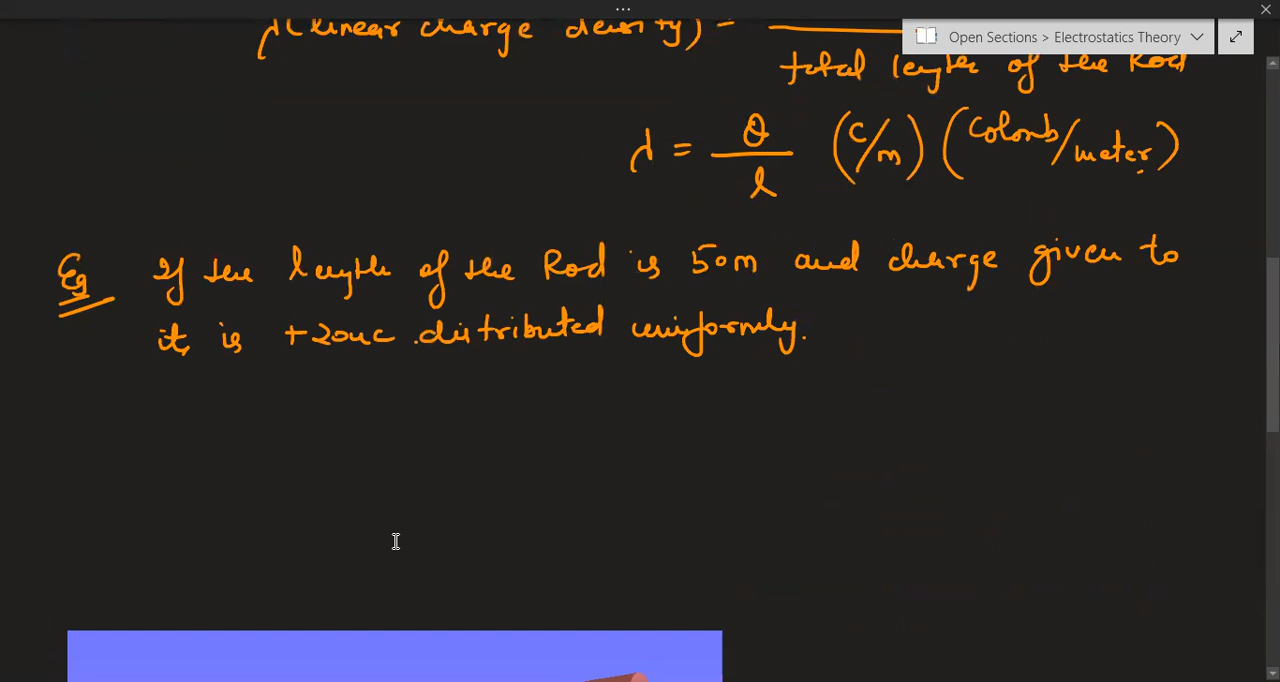 λ(linear charge density) =
Open Sections > Electrostatics Theory
total length of the Rod
λ = Q/l (C/m) (Colomb/meter)
Eg If the length of the Rod is 50m and charge given to
it is +20uc. distributed uniformly.